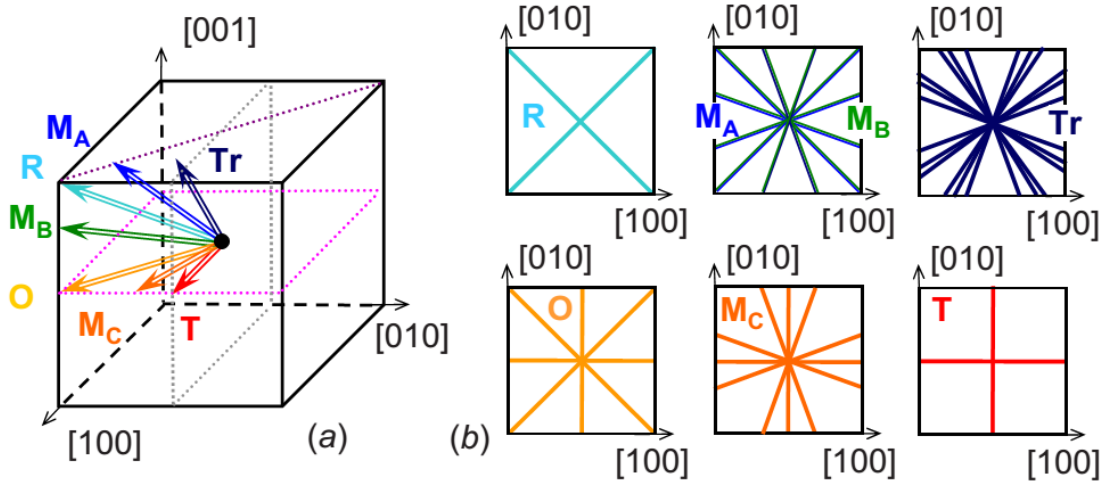 [001]
M_A
R
Tr
M_B
O
M_C
T
[010]
[100]
(a)
(b)
[010]
R
[100]
[010]
M_A
M_B
[100]
[010]
Tr
[100]
[010]
O
[100]
[010]
M_C
[100]
[010]
T
[100]